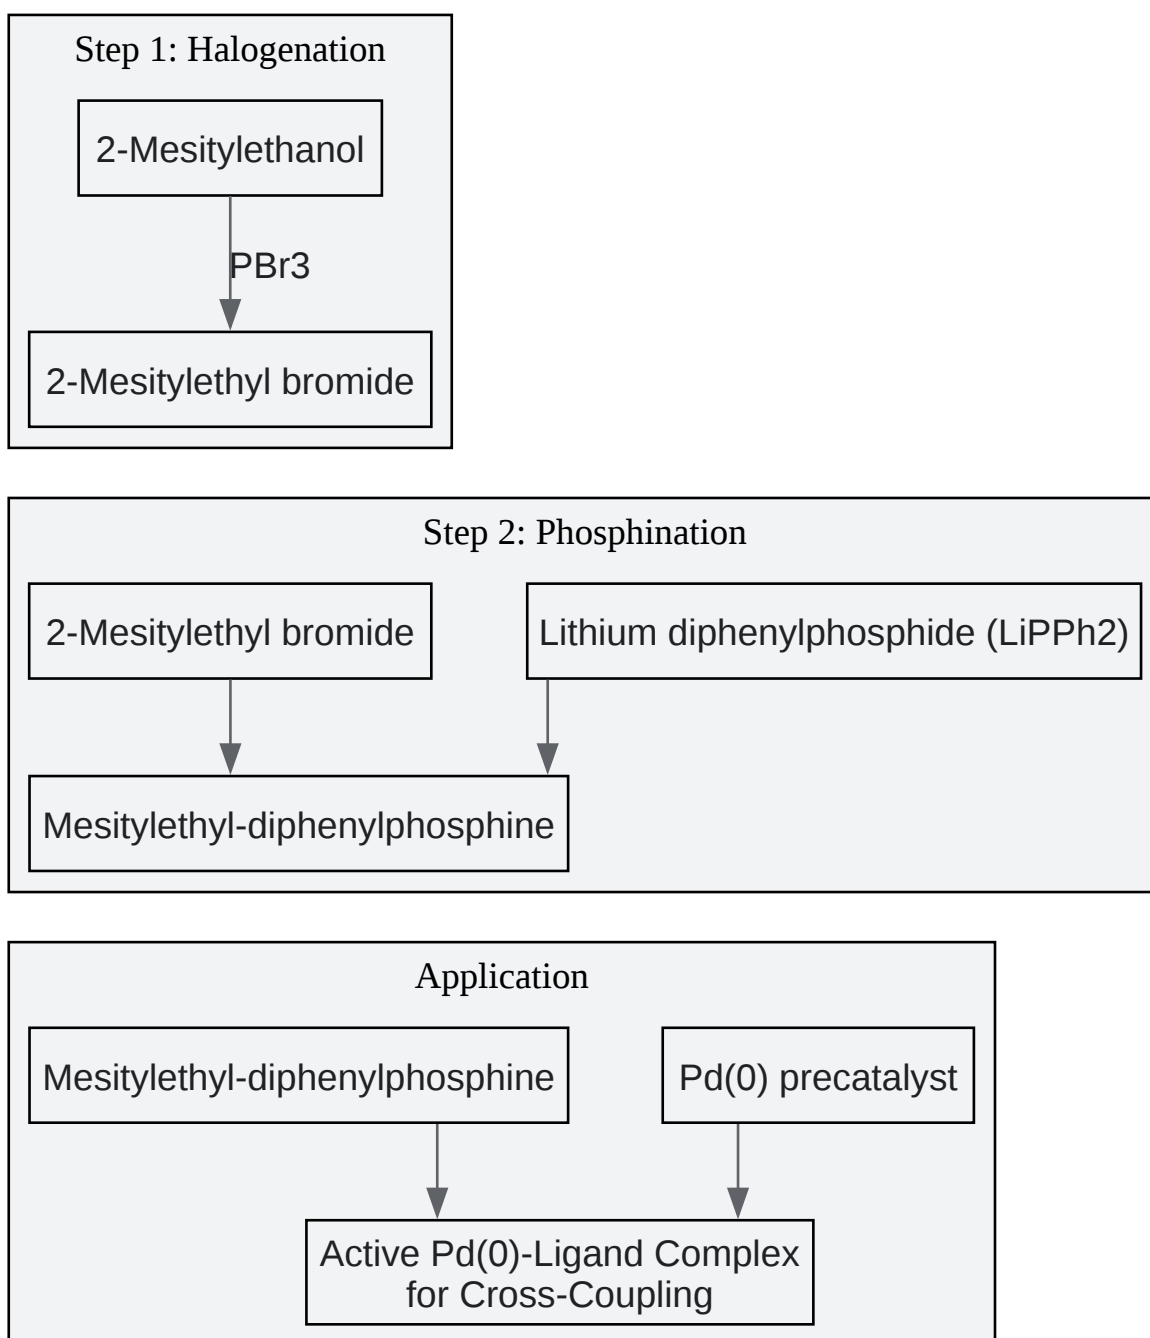 Step 1: Halogenation
2-Mesitylethanol
PBr3
2-Mesitylethyl bromide
Step 2: Phosphination
2-Mesitylethyl bromide
Lithium diphenylphosphide (LiPPh2)
Mesitylethyl-diphenylphosphine
Application
Mesitylethyl-diphenylphosphine
Pd(0) precatalyst
Active Pd(0)-Ligand Complex
for Cross-Coupling